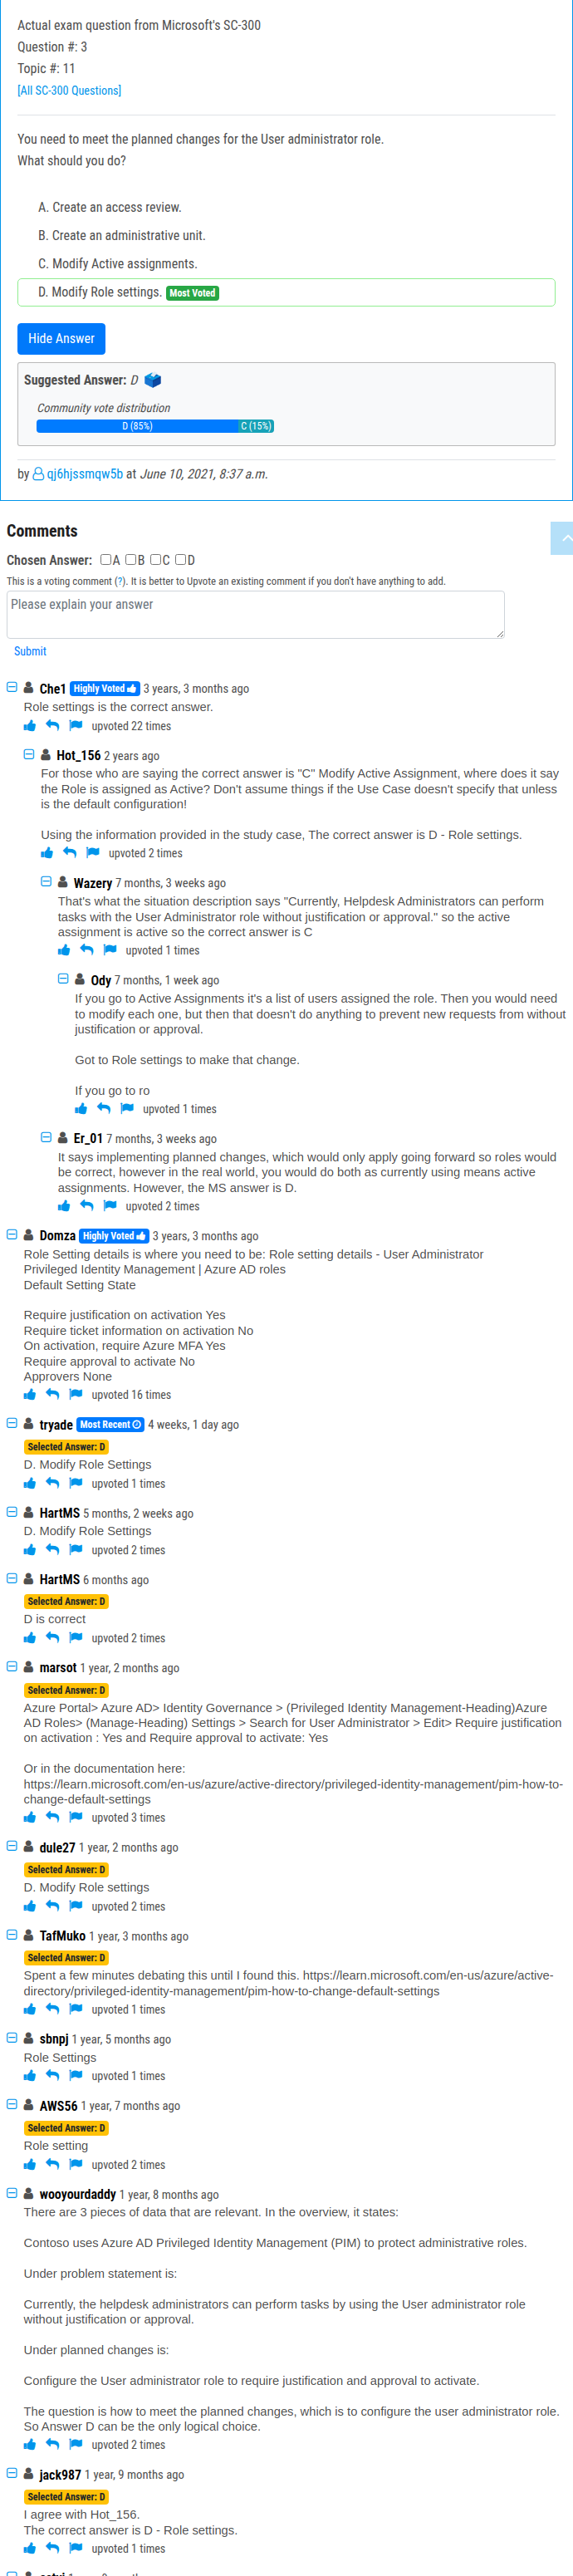 Actual exam question from Microsoft's SC-300
Question #: 3
Topic #: 11
[All SC-300 Questions]
You need to meet the planned changes for the User administrator role.
What should you do?
A. Create an access review.
B. Create an administrative unit.
C. Modify Active assignments.
D. Modify Role settings. Most Voted
Hide Answer
Suggested Answer: D
Community vote distribution
D (85%) C (15%)
by qj6hjssmqw5b at June 10, 2021, 8:37 a.m.
Comments
Chosen Answer: A B C D
This is a voting comment (?). It is better to Upvote an existing comment if you don't have anything to add.
Please explain your answer
Submit
Che1 Highly Voted 3 years, 3 months ago
Role settings is the correct answer.
upvoted 22 times
Hot_156 2 years ago
For those who are saying the correct answer is "C" Modify Active Assignment, where does it say
the Role is assigned as Active? Don't assume things if the Use Case doesn't specify that unless
is the default configuration!
Using the information provided in the study case, The correct answer is D - Role settings.
upvoted 2 times
Wazery 7 months, 3 weeks ago
That's what the situation description says "Currently, Helpdesk Administrators can perform
tasks with the User Administrator role without justification or approval." so the active
assignment is active so the correct answer is C
upvoted 1 times
Ody 7 months, 1 week ago
If you go to Active Assignments it's a list of users assigned the role. Then you would need
to modify each one, but then that doesn't do anything to prevent new requests from without
justification or approval.
Got to Role settings to make that change.
If you go to ro
upvoted 1 times
Er_01 7 months, 3 weeks ago
It says implementing planned changes, which would only apply going forward so roles would
be correct, however in the real world, you would do both as currently using means active
assignments. However, the MS answer is D.
upvoted 2 times
Domza Highly Voted 3 years, 3 months ago
Role Setting details is where you need to be: Role setting details - User Administrator
Privileged Identity Management | Azure AD roles
Default Setting State
Require justification on activation Yes
Require ticket information on activation No
On activation, require Azure MFA Yes
Require approval to activate No
Approvers None
upvoted 16 times
tryade Most Recent 4 weeks, 1 day ago
Selected Answer: D
D. Modify Role Settings
upvoted 1 times
HartMS 5 months, 2 weeks ago
D. Modify Role Settings
upvoted 2 times
HartMS 6 months ago
Selected Answer: D
D is correct
upvoted 2 times
marsot 1 year, 2 months ago
Selected Answer: D
Azure Portal> Azure AD> Identity Governance > (Privileged Identity Management-Heading)Azure
AD Roles> (Manage-Heading) Settings > Search for User Administrator > Edit> Require justification
on activation : Yes and Require approval to activate: Yes
Or in the documentation here:
https://learn.microsoft.com/en-us/azure/active-directory/privileged-identity-management/pim-how-to-
change-default-settings
upvoted 3 times
dule27 1 year, 2 months ago
Selected Answer: D
D. Modify Role settings
upvoted 2 times
TafMuko 1 year, 3 months ago
Selected Answer: D
Spent a few minutes debating this until I found this. https://learn.microsoft.com/en-us/azure/active-
directory/privileged-identity-management/pim-how-to-change-default-settings
upvoted 1 times
sbnpj 1 year, 5 months ago
Role Settings
upvoted 1 times
AWS56 1 year, 7 months ago
Selected Answer: D
Role setting
upvoted 2 times
wooyourdaddy 1 year, 8 months ago
There are 3 pieces of data that are relevant. In the overview, it states:
Contoso uses Azure AD Privileged Identity Management (PIM) to protect administrative roles.
Under problem statement is:
Currently, the helpdesk administrators can perform tasks by using the User administrator role
without justification or approval.
Under planned changes is:
Configure the User administrator role to require justification and approval to activate.
The question is how to meet the planned changes, which is to configure the user administrator role.
So Answer D can be the only logical choice.
upvoted 2 times
jack987 1 year, 9 months ago
Selected Answer: D
I agree with Hot_156.
The correct answer is D - Role settings.
upvoted 1 times